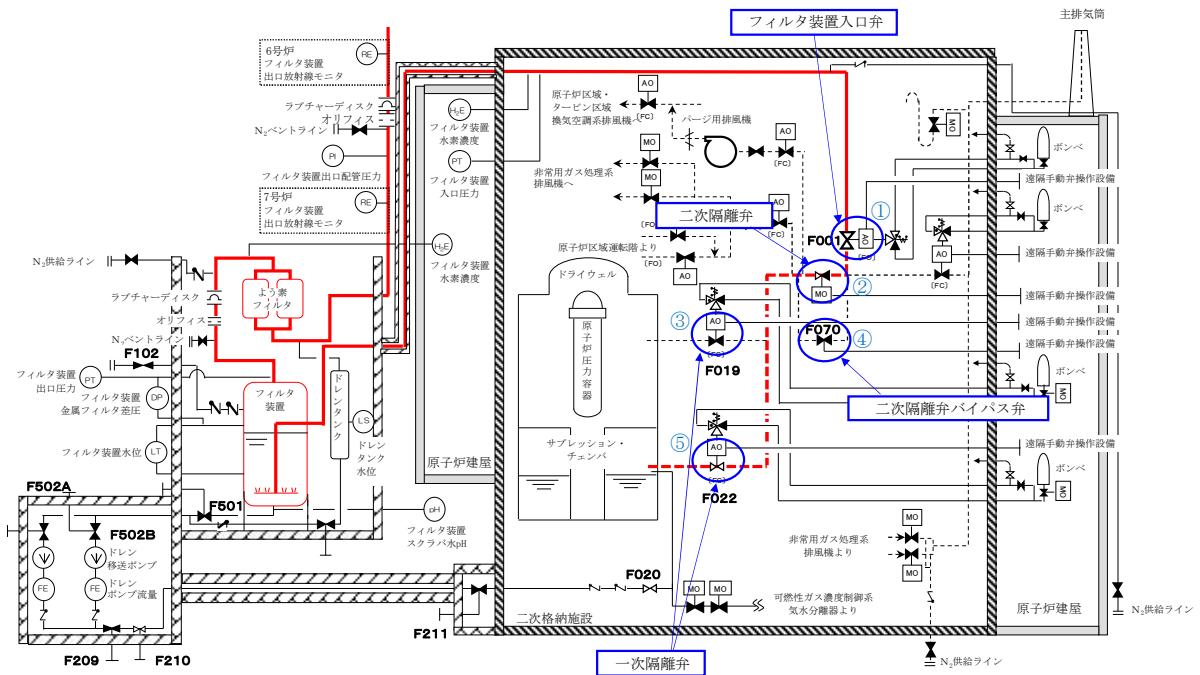 フィルタ装置入口弁
主排気筒
6号炉
フィルタ装置
出口放射線モニタ
RE
ラプチャーディスク
オリフィス
N₂ベントライン
PI
フィルタ装置出口配管圧力
7号炉
フィルタ装置
出口放射線モニタ
RE
H₂E
フィルタ装置
水素濃度
PT
フィルタ装置
入口圧力
H₂E
フィルタ装置
水素濃度
原子炉区域・
タービン区域
換気空調系排風機へ
AO
(FC)
パージ用排風機
AO
(FC)
MO
MO
非常用ガス処理系
排風機へ
二次隔離弁
AO
(FC)
(FO)
原子炉区域運転階より
(FO)
AO
MO
ボンベ
遠隔手動弁操作設備
ボンベ
①
F001
AO
(FO)
遠隔手動弁操作設備
AO
(FC)
②
MO
遠隔手動弁操作設備
③
AO
(FC)
F019
F070
④
遠隔手動弁操作設備
遠隔手動弁操作設備
ボンベ
MO
二次隔離弁バイパス弁
⑤
AO
(FC)
F022
遠隔手動弁操作設備
ボンベ
MO
ドライウェル
原子炉圧力容器
サプレッション・
チェンバ
N₂供給ライン
ラプチャーディスク
よう素
フィルタ
オリフィス
N₂ベントライン
F102
フィルタ装置
出口圧力
PT
フィルタ装置
金属フィルタ差圧
DP
フィルタ
装置
ドレンタンク
LS
ドレン
タンク
水位
フィルタ装置水位
LT
原子炉建屋
F502A
F501
F502B
pH
フィルタ装置
スクラバ水pH
ドレン
移送ポンプ
FE
FE
ドレン
ポンプ流量
F209
F210
F211
F020
MO
MO
可燃性ガス濃度制御系
気水分離器より
二次格納施設
一次隔離弁
非常用ガス処理系
排風機より
MO
MO
原子炉建屋
N₂供給ライン
N₂供給ライン